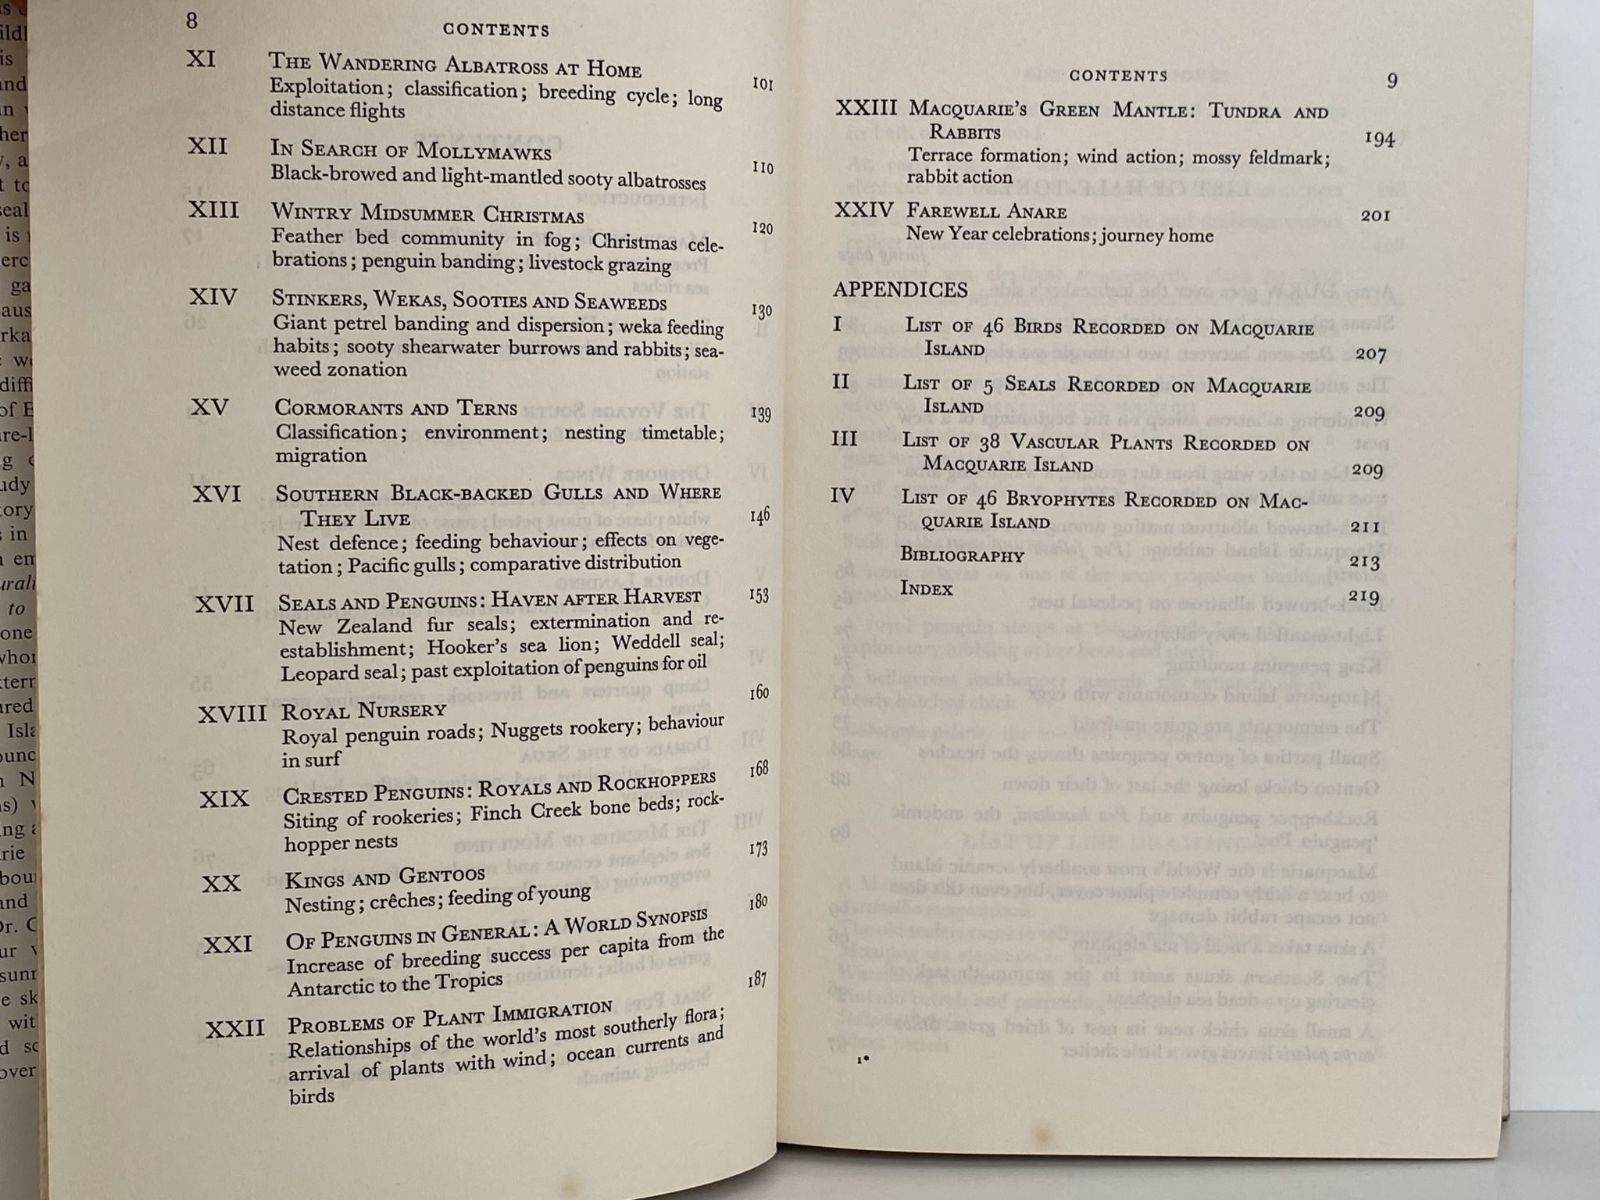 8
CONTENTS
XI THE WANDERING ALBATROSS AT HOME 101
Exploitation; classification; breeding cycle; long
distance flights
XII IN SEARCH OF MOLLYMAWKS 110
Black-browed and light-mantled sooty albatrosses
XIII WINTRY MIDSUMMER CHRISTMAS 120
Feather bed community in fog; Christmas cele-
brations; penguin banding; livestock grazing
XIV STINKERS, WEKAS, SOOTIES AND SEAWEEDS 130
Giant petrel banding and dispersion; weka feeding
habits; sooty shearwater burrows and rabbits; sea-
weed zonation
XV CORMORANTS AND TERNS 139
Classification; environment; nesting timetable;
migration
XVI SOUTHERN BLACK-BACKED GULLS AND WHERE
THEY LIVE 146
Nest defence; feeding behaviour; effects on vege-
tation; Pacific gulls; comparative distribution
XVII SEALS AND PENGUINS: HAVEN AFTER HARVEST 153
New Zealand fur seals; extermination and re-
establishment; Hooker's sea lion; Weddell seal;
Leopard seal; past exploitation of penguins for oil
XVIII ROYAL NURSERY 160
Royal penguin roads; Nuggets rookery; behaviour
in surf
XIX CRESTED PENGUINS: ROYALS AND ROCKHOPPERS 168
Siting of rookeries; Finch Creek bone beds; rock-
hopper nests
XX KINGS AND GENTOOS 173
Nesting; crêches; feeding of young
XXI OF PENGUINS IN GENERAL: A WORLD SYNOPSIS 180
Increase of breeding success per capita from the
Antarctic to the Tropics
XXII PROBLEMS OF PLANT IMMIGRATION 187
Relationships of the world's most southerly flora;
arrival of plants with wind; ocean currents and
birds
CONTENTS
9
XXIII MACQUARIE'S GREEN MANTLE: TUNDRA AND
RABBITS 194
Terrace formation; wind action; mossy feldmark;
rabbit action
XXIV FAREWELL ANARE 201
New Year celebrations; journey home
APPENDICES
I LIST OF 46 BIRDS RECORDED ON MACQUARIE
ISLAND 207
II LIST OF 5 SEALS RECORDED ON MACQUARIE
ISLAND 209
III LIST OF 38 VASCULAR PLANTS RECORDED ON
MACQUARIE ISLAND 209
IV LIST OF 46 BRYOPHYTES RECORDED ON MAC-
QUARIE ISLAND 211
BIBLIOGRAPHY 213
INDEX 219
1*